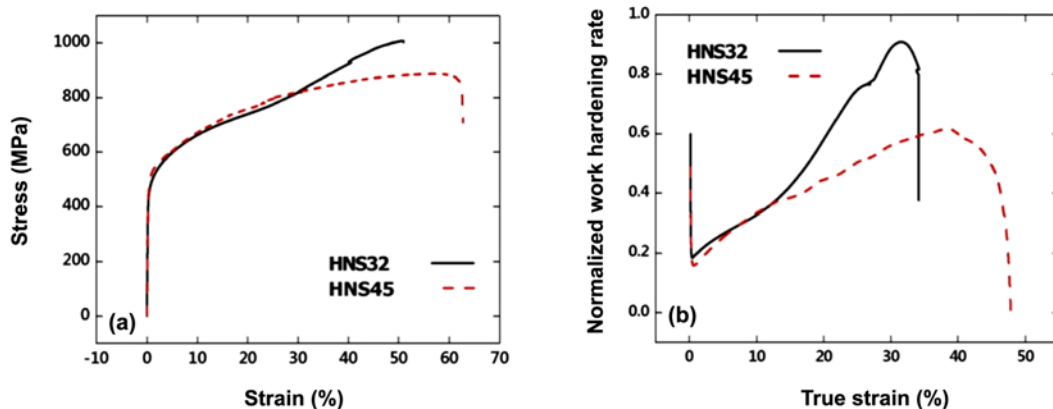 1000
800
600
400
200
0
Stress (MPa)
HNS32
HNS45
(a)
-10 0 10 20 30 40 50 60 70
Strain (%)
1.0
0.8
0.6
0.4
0.2
0.0
Normalized work hardening rate
HNS32
HNS45
(b)
0 10 20 30 40 50
True strain (%)